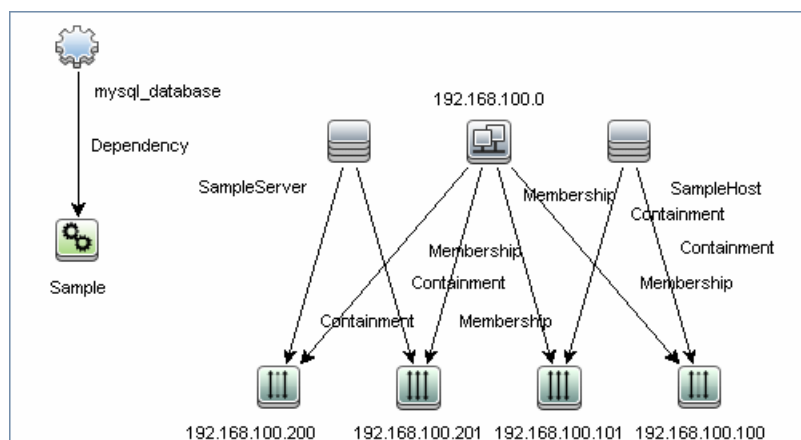 mysql_database
192.168.100.0
Dependency
SampleServer
Membership
SampleHost
Containment
Membership
Containment
Sample
Containment
Membership
Containment
Membership
192.168.100.200
192.168.100.201
192.168.100.101
192.168.100.100